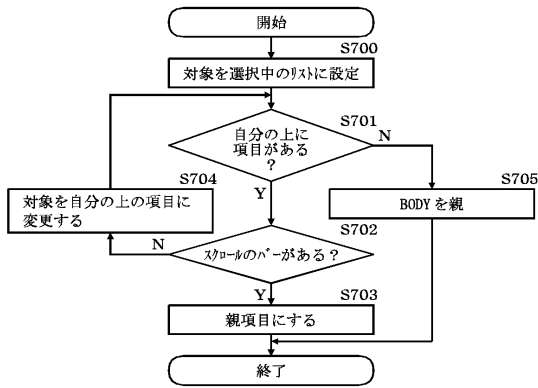 開始
S700
対象を選択中のﾘｽﾄに設定
S701
自分の上に
項目がある
？
N
Y
S704
対象を自分の上の項目に
変更する
S705
BODYを親
S702
ｽｸﾛｰﾙのﾊﾞｰがある？
N
Y
S703
親項目にする
終了